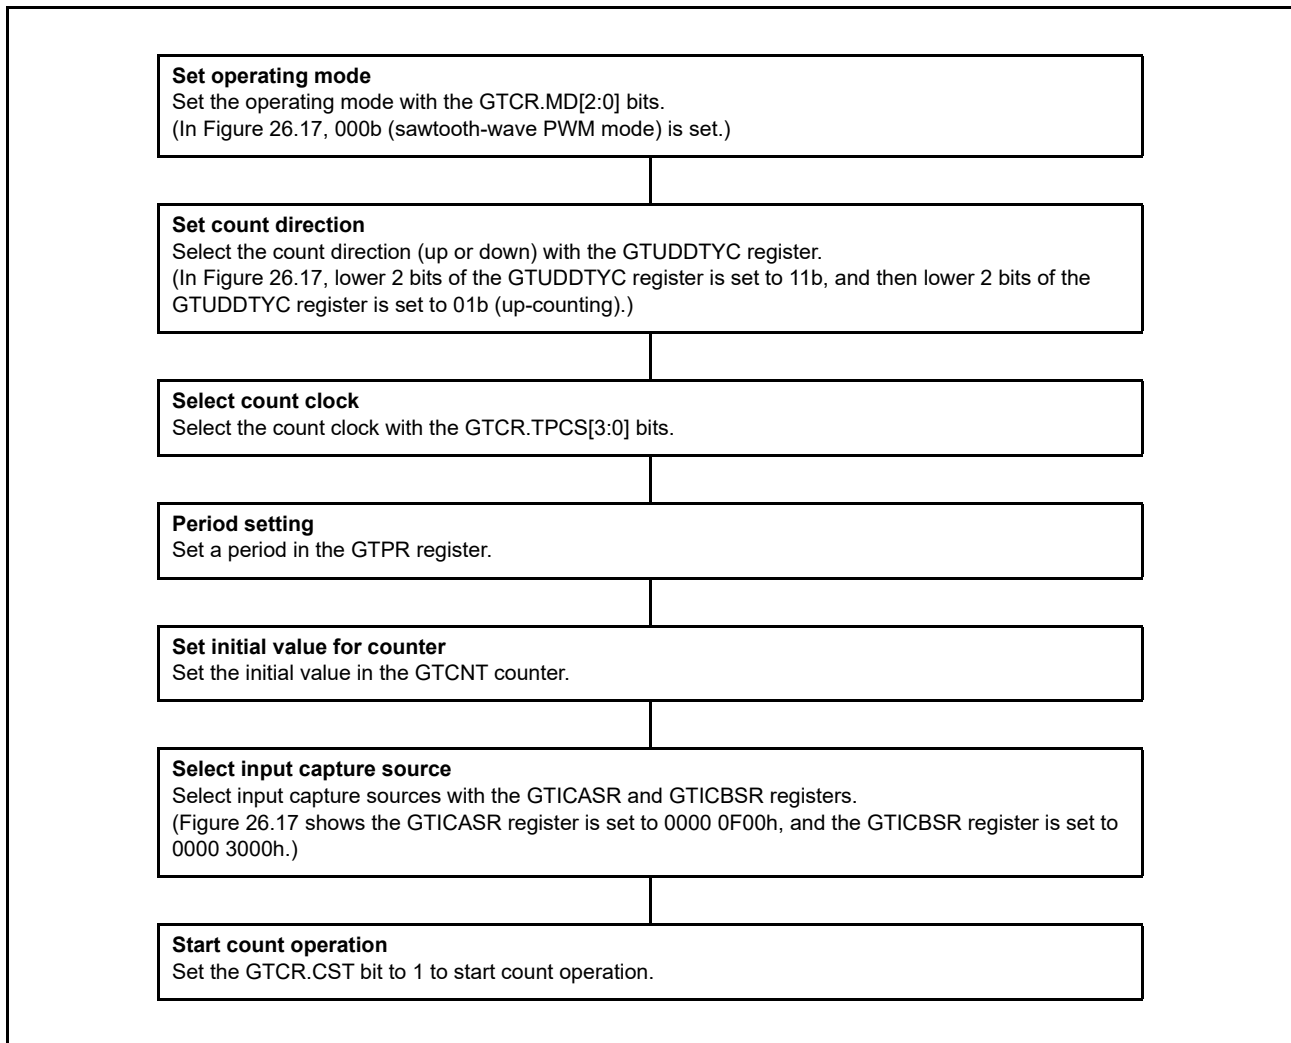 Set operating mode
Set the operating mode with the GTCR.MD[2:0] bits.
(In Figure 26.17, 000b (sawtooth-wave PWM mode) is set.)
Set count direction
Select the count direction (up or down) with the GTUDDTYC register.
(In Figure 26.17, lower 2 bits of the GTUDDTYC register is set to 11b, and then lower 2 bits of the
GTUDDTYC register is set to 01b (up-counting).)
Select count clock
Select the count clock with the GTCR.TPCS[3:0] bits.
Period setting
Set a period in the GTPR register.
Set initial value for counter
Set the initial value in the GTCNT counter.
Select input capture source
Select input capture sources with the GTICASR and GTICBSR registers.
(Figure 26.17 shows the GTICASR register is set to 0000 0F00h, and the GTICBSR register is set to
0000 3000h.)
Start count operation
Set the GTCR.CST bit to 1 to start count operation.